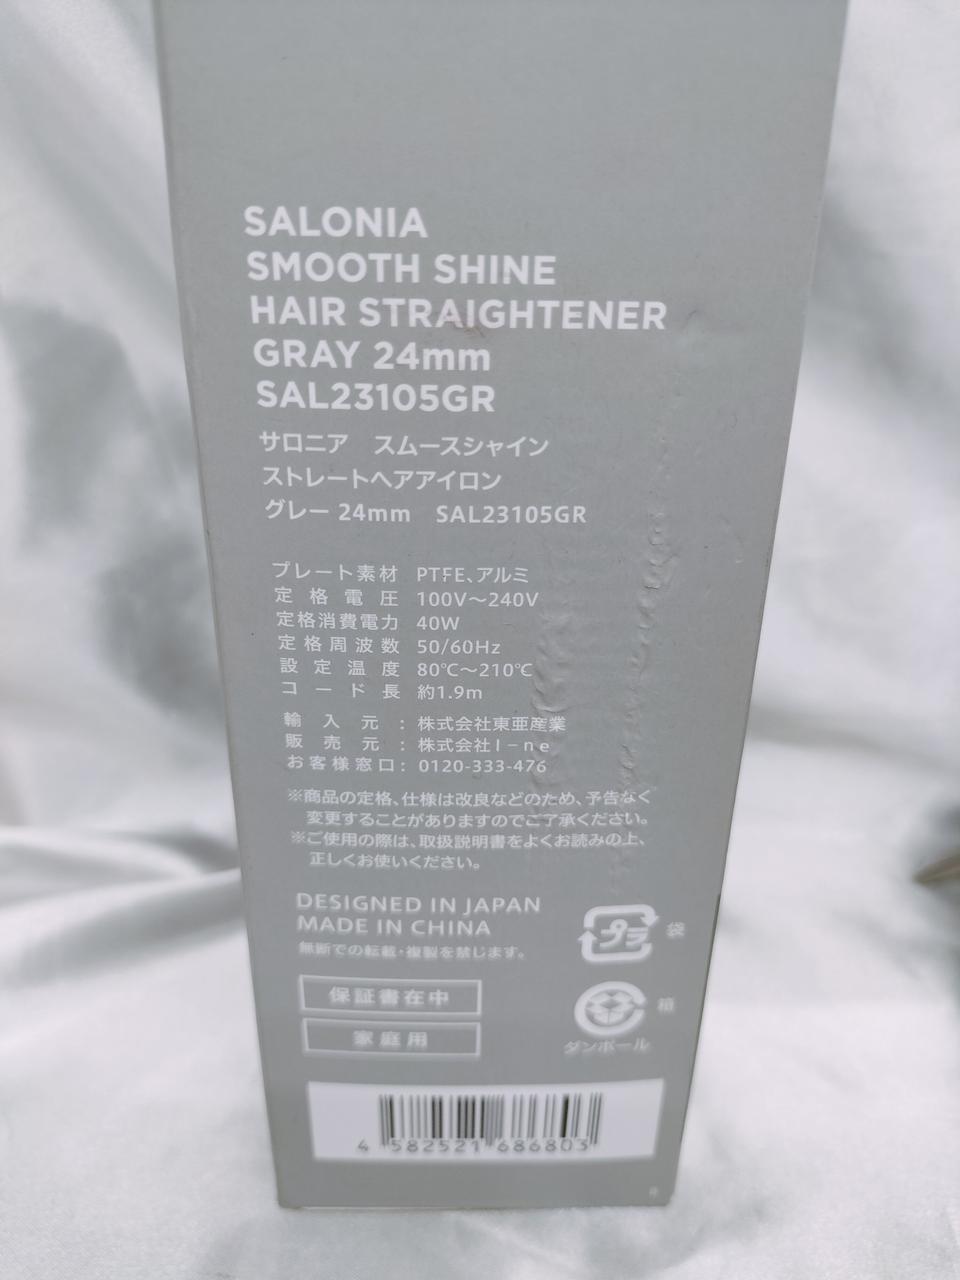 SALONIA
SMOOTH SHINE
HAIR STRAIGHTENER
GRAY 24mm
SAL23105GR
サロニア　スムースシャイン
ストレートヘアアイロン
グレー 24mm　SAL23105GR
プレート素材 PTFE、アルミ
定格電圧 100V～240V
定格消費電力 40W
定格周波数 50/60Hz
設定温度 80℃～210℃
コード長 約1.9m
輸入元：株式会社東亜産業
販売元：株式会社I－ne
お客様窓口：0120-333-476
※商品の定格、仕様は改良などのため、予告なく
変更することがありますのでご了承ください。
※ご使用の際は、取扱説明書をよくお読みの上、
正しくお使いください。
DESIGNED IN JAPAN
MADE IN CHINA
無断での転載・複製を禁じます。
プラ 袋
保証書在中
箱
家庭用
ダンボール
4 582521 686803